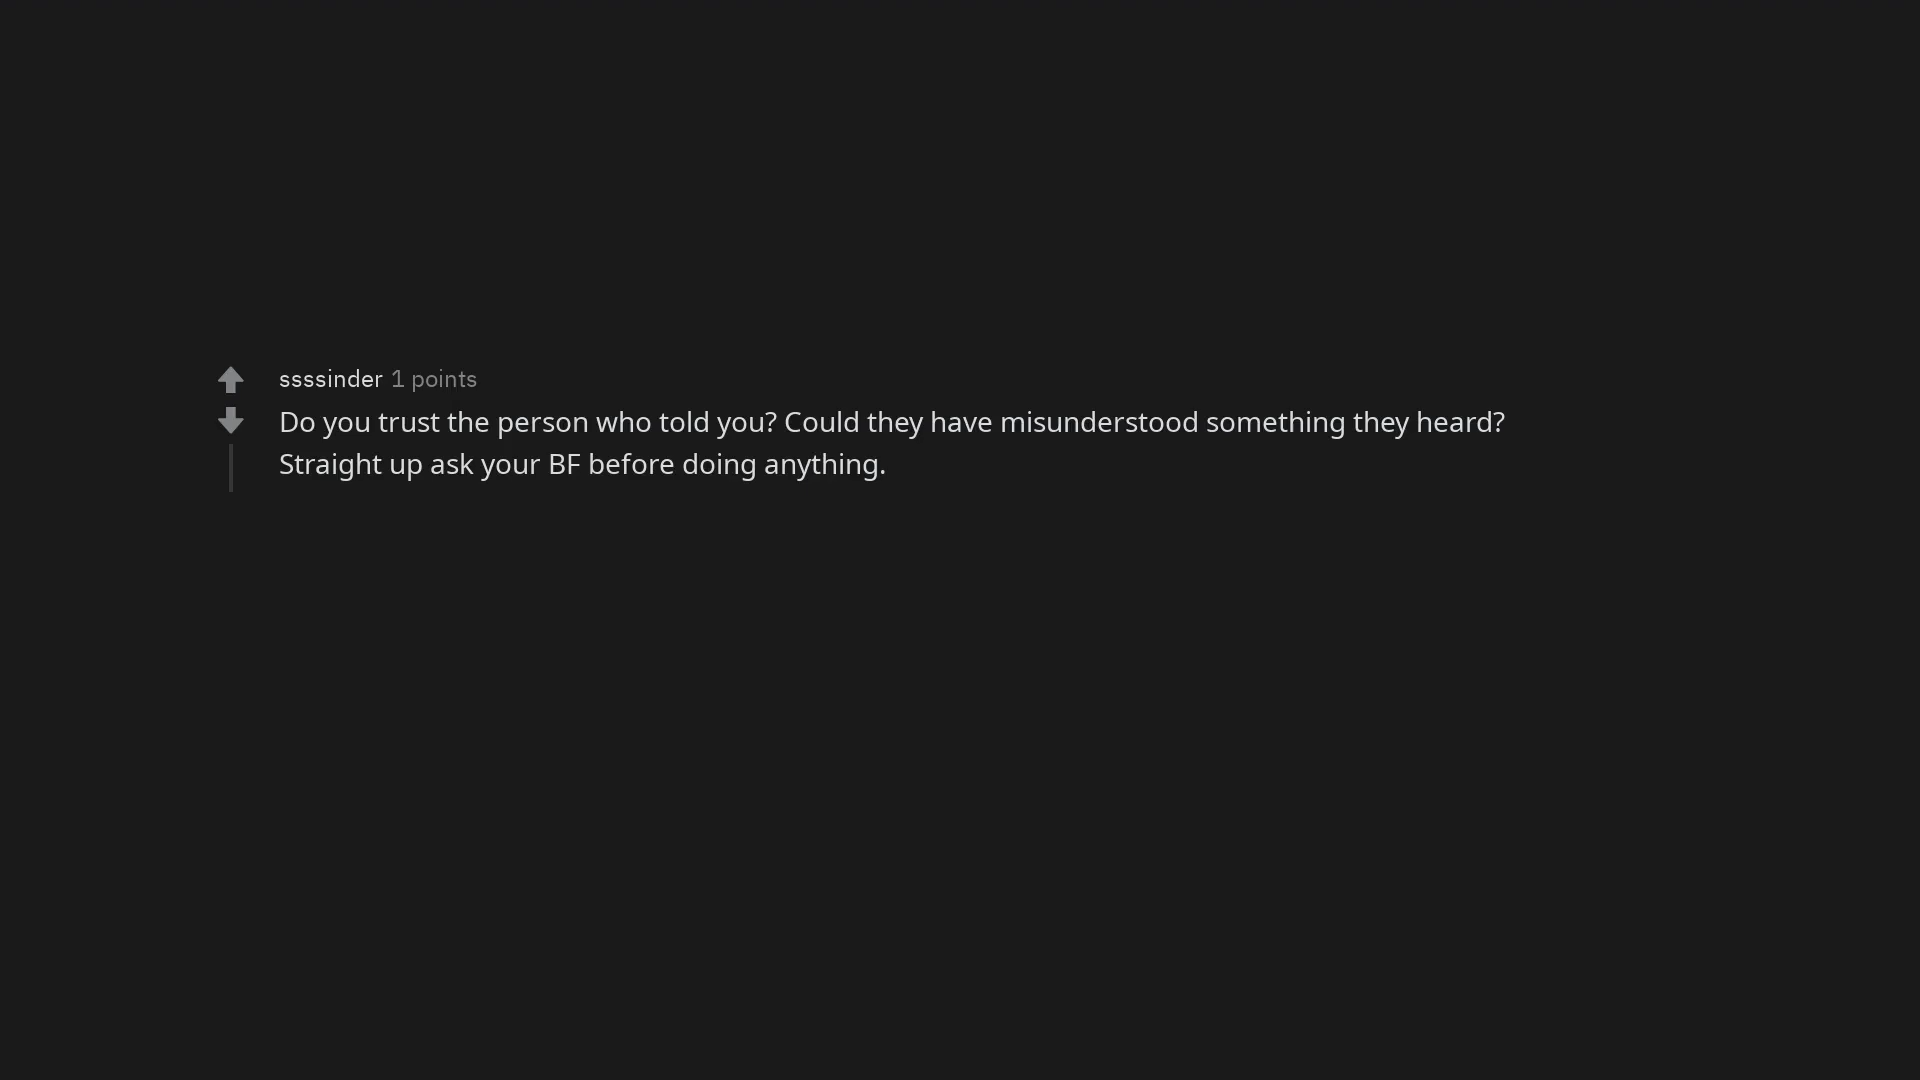 ssssinder 1 points
Do you trust the person who told you? Could they have misunderstood something they heard?
Straight up ask your BF before doing anything.